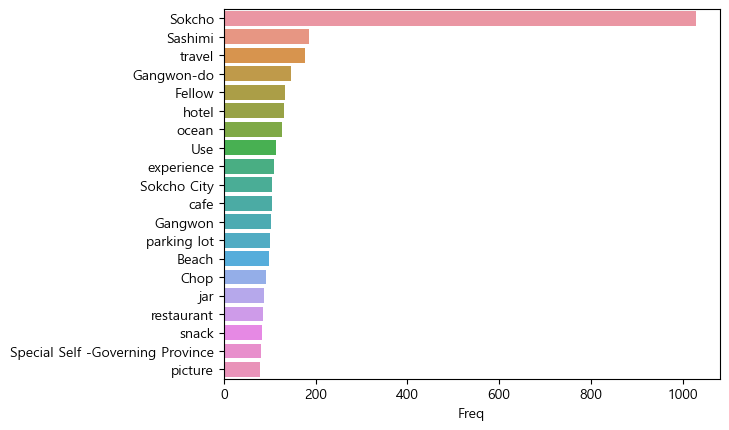 Sokcho
Sashimi
travel
Gangwon-do
Fellow
hotel
ocean
Use
experience
Sokcho City
cafe
Gangwon
parking lot
Beach
Chop
jar
restaurant
snack
Special Self -Governing Province
picture
0 200 400 600 800 1000
Freq